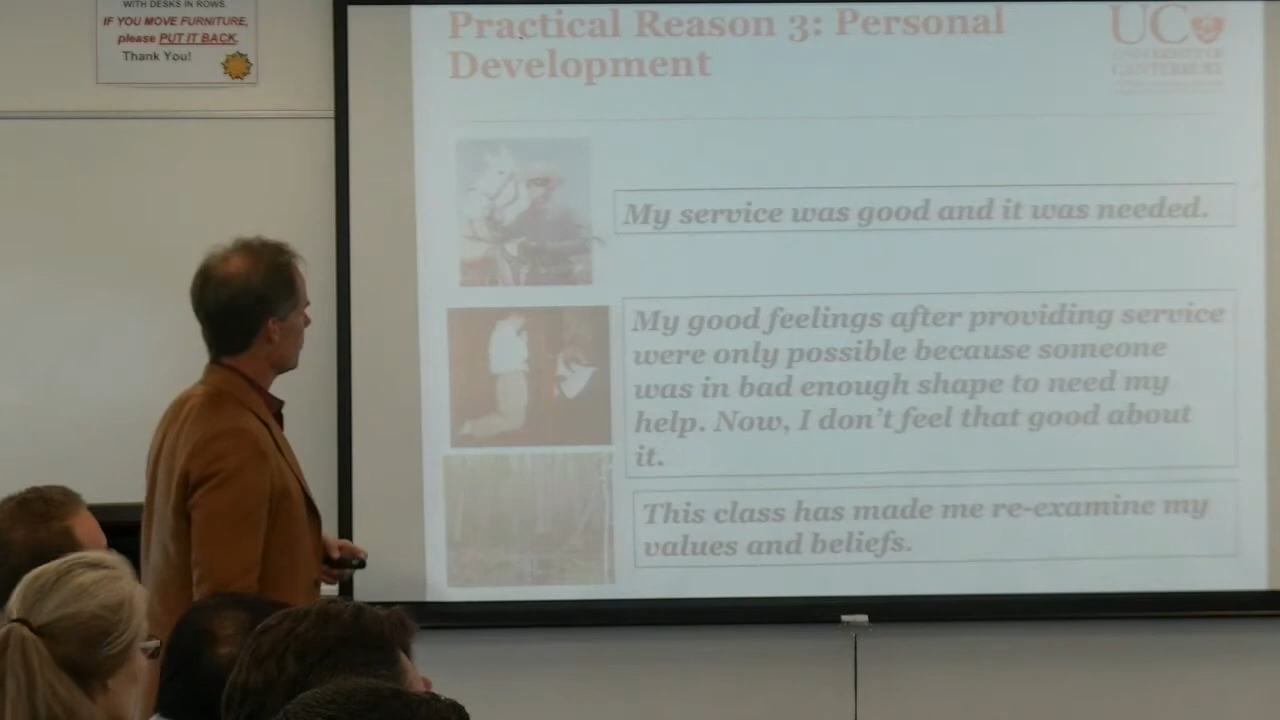 WITH DESKS IN ROWS.
IF YOU MOVE FURNITURE,
please PUT IT BACK.
Thank You!
Practical Reason 3: Personal
Development
UC
UNIVERSITY OF
CANTERBURY
My service was good and it was needed.
My good feelings after providing service
were only possible because someone
was in bad enough shape to need my
help. Now, I don't feel that good about
it.
This class has made me re-examine my
values and beliefs.